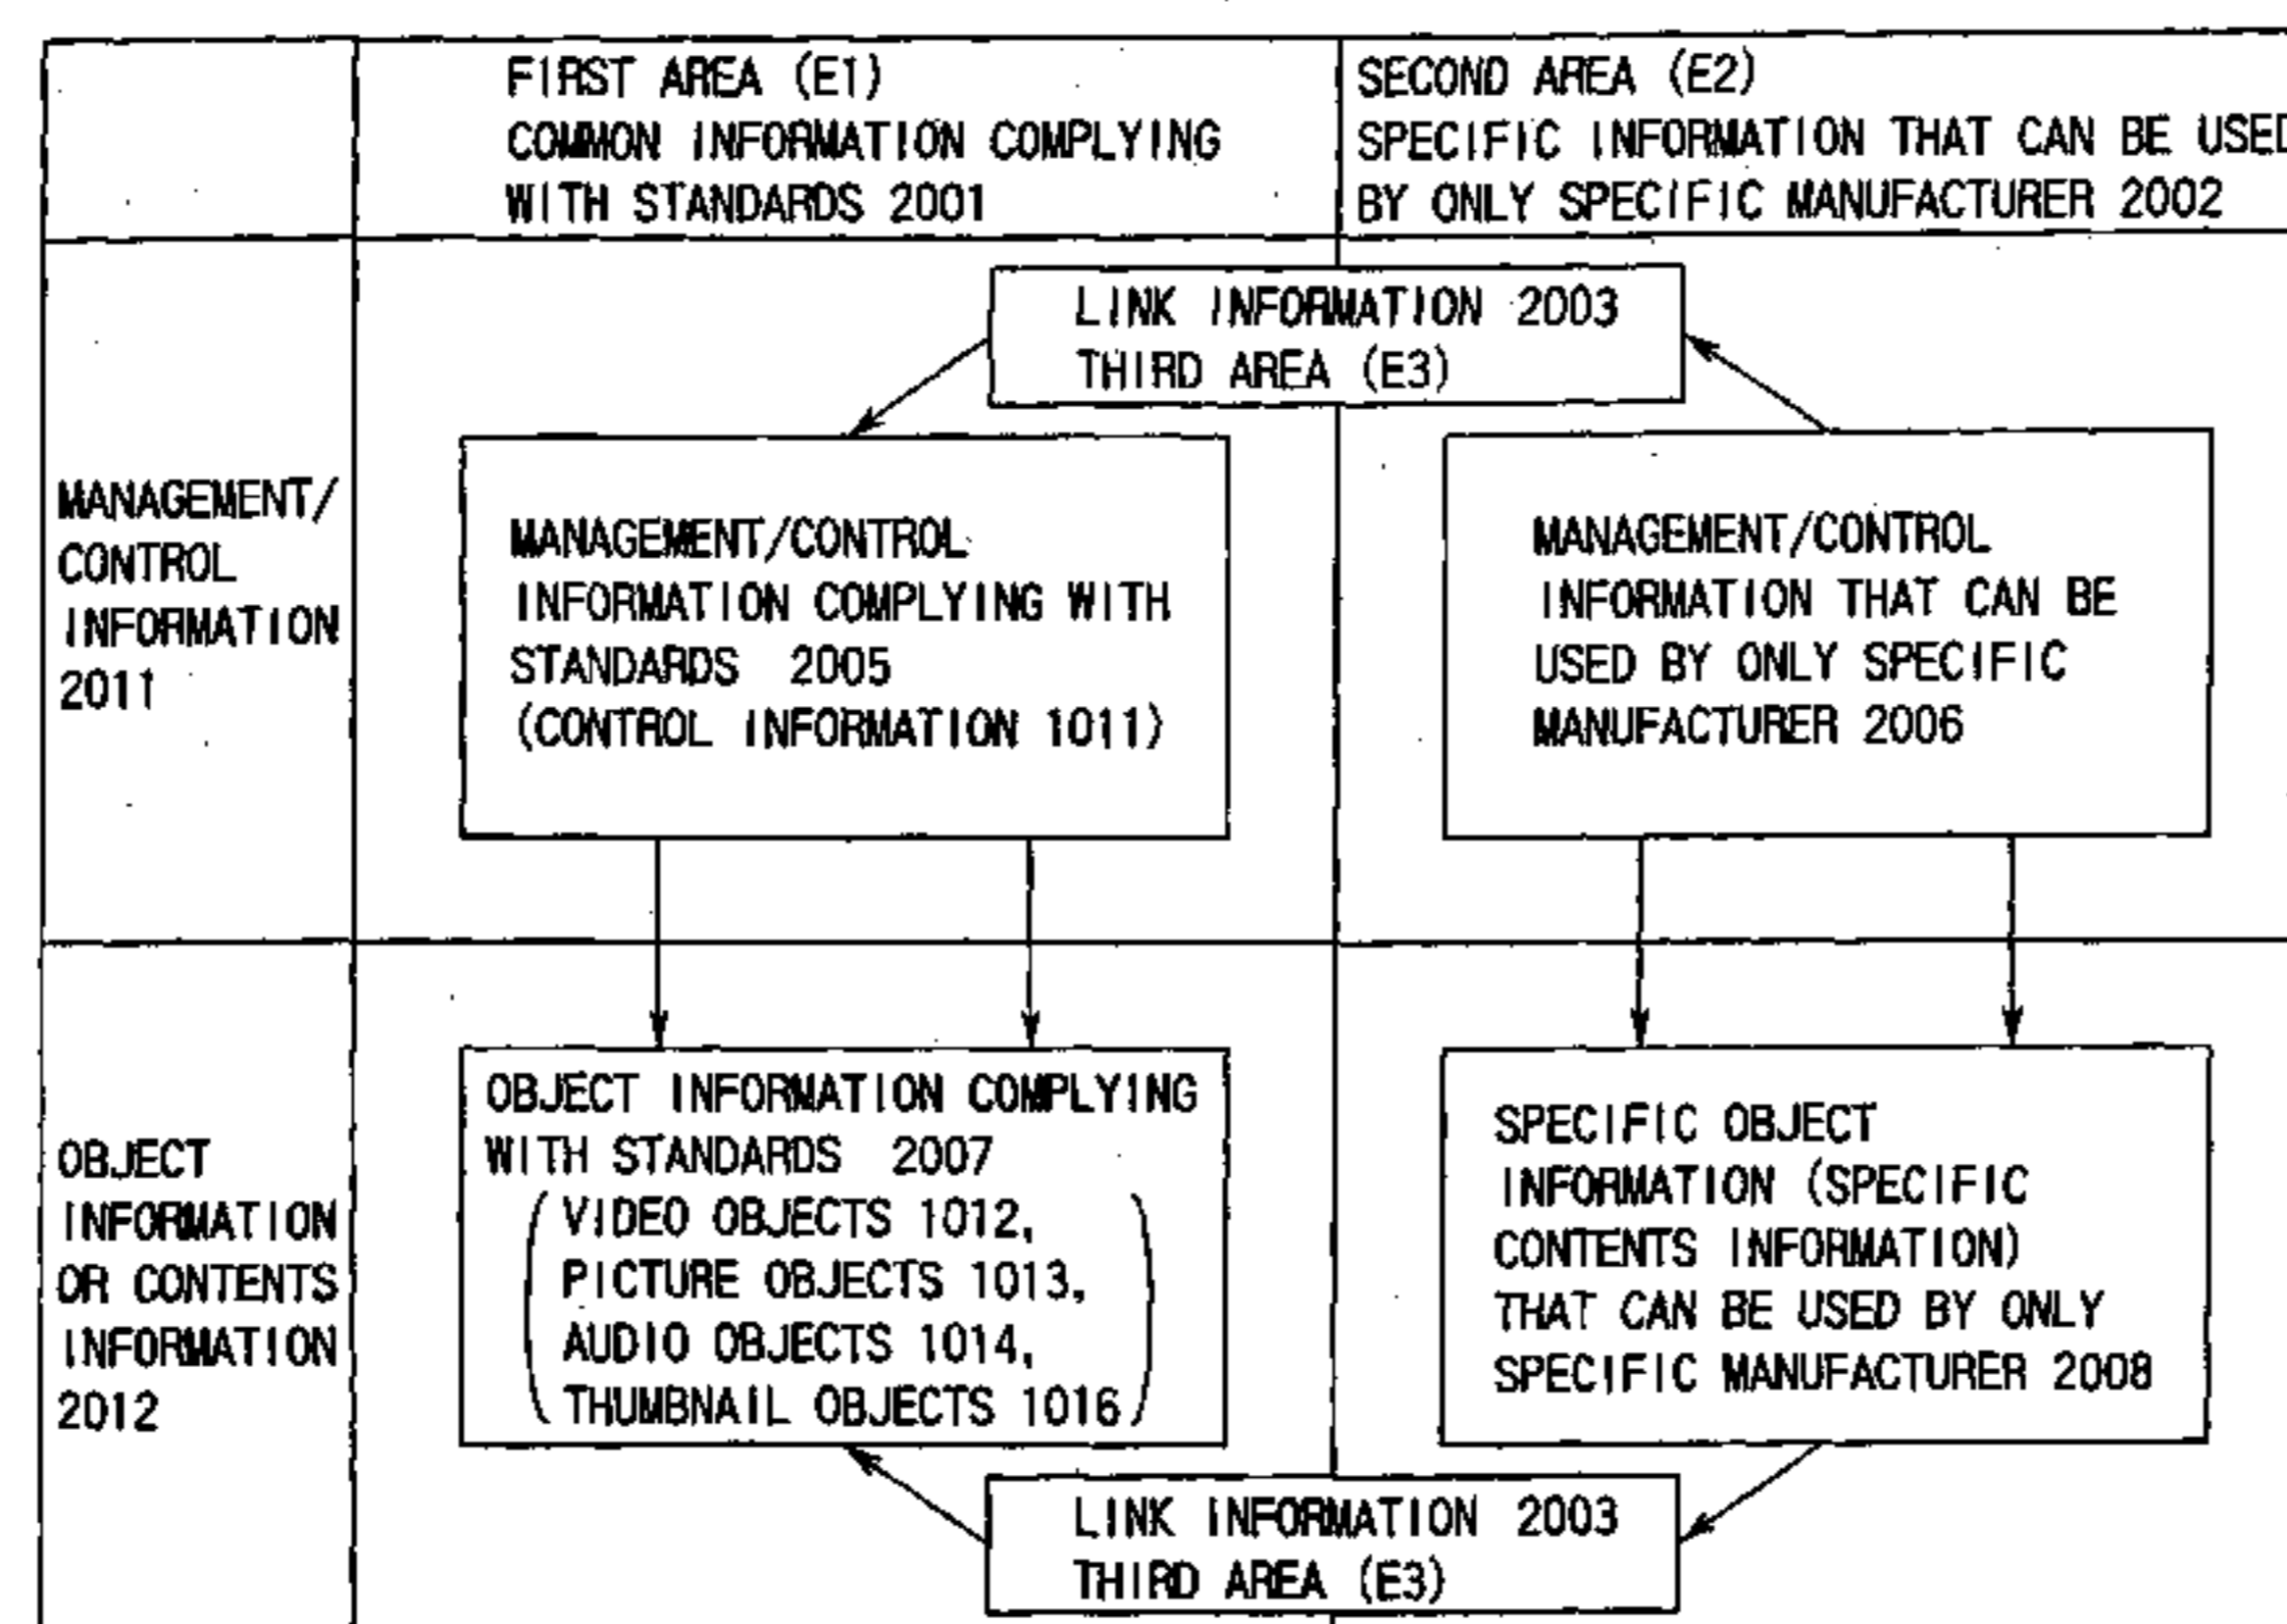 FIRST AREA (E1)
COMMON INFORMATION COMPLYING
WITH STANDARDS 2001
SECOND AREA (E2)
SPECIFIC INFORMATION THAT CAN BE USED
BY ONLY SPECIFIC MANUFACTURER 2002
LINK INFORMATION 2003
THIRD AREA (E3)
MANAGEMENT/
CONTROL
INFORMATION
2011
MANAGEMENT/CONTROL
INFORMATION COMPLYING WITH
STANDARDS 2005
(CONTROL INFORMATION 1011)
MANAGEMENT/CONTROL
INFORMATION THAT CAN BE
USED BY ONLY SPECIFIC
MANUFACTURER 2006
OBJECT
INFORMATION
OR CONTENTS
INFORMATION
2012
OBJECT INFORMATION COMPLYING
WITH STANDARDS 2007
(VIDEO OBJECTS 1012,
PICTURE OBJECTS 1013,
AUDIO OBJECTS 1014,
THUMBNAIL OBJECTS 1016)
SPECIFIC OBJECT
INFORMATION (SPECIFIC
CONTENTS INFORMATION)
THAT CAN BE USED BY ONLY
SPECIFIC MANUFACTURER 2008
LINK INFORMATION 2003
THIRD AREA (E3)